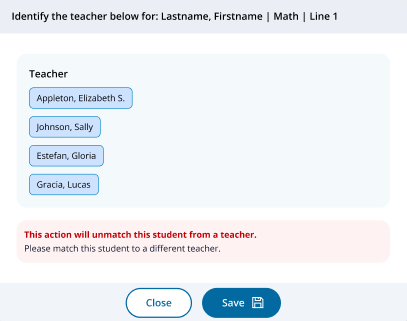 Identify the teacher below for: Lastname, Firstname | Math | Line 1
Teacher
Appleton, Elizabeth S.
Johnson, Sally
Estefan, Gloria
Gracia, Lucas
This action will unmatch this student from a teacher.
Please match this student to a different teacher.
Close
Save